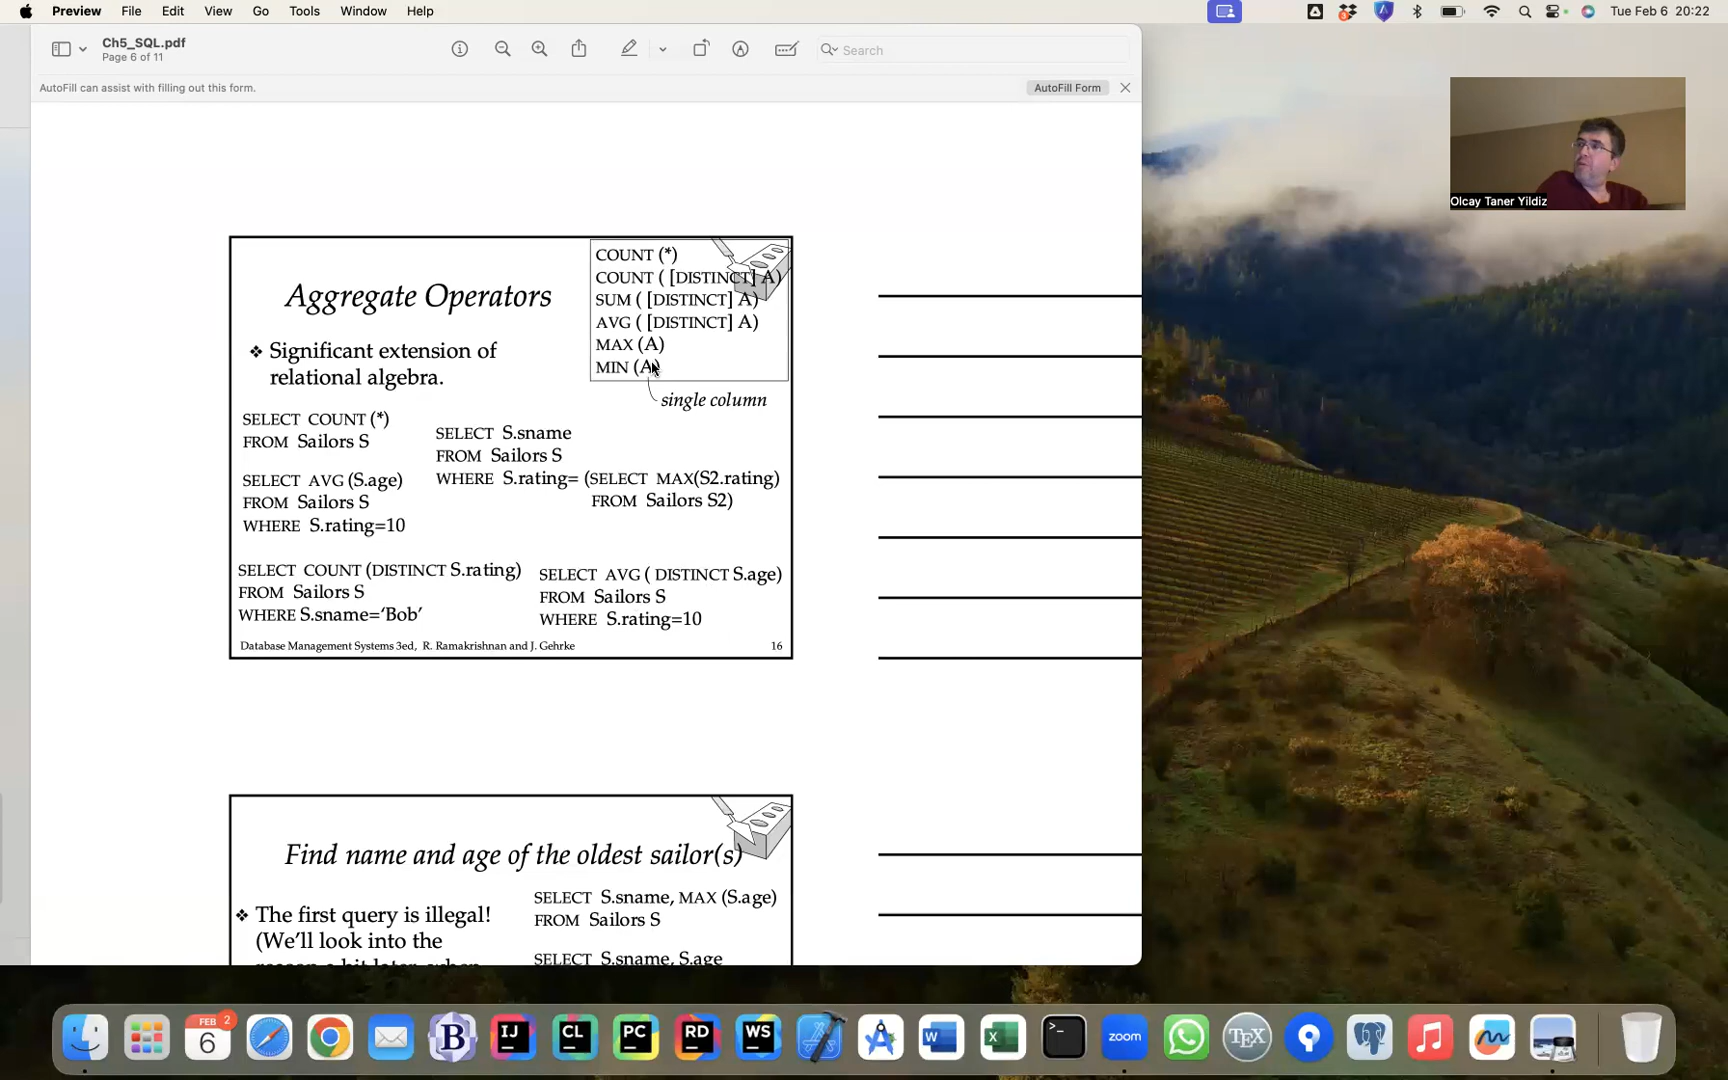 Preview File Edit View Go Tools Window Help
Tue Feb 6 20:22
Ch5_SQL.pdf
Page 6 of 11
Search
AutoFill can assist with filling out this form.
AutoFill Form
Olcay Taner Yildiz
Aggregate Operators
COUNT (*)
COUNT ( [DISTINCT] A)
SUM ( [DISTINCT] A)
AVG ( [DISTINCT] A)
MAX (A)
MIN (A)
single column
❖ Significant extension of
relational algebra.
SELECT COUNT (*)
FROM Sailors S
SELECT AVG (S.age)
FROM Sailors S
WHERE S.rating=10
SELECT S.sname
FROM Sailors S
WHERE S.rating= (SELECT MAX(S2.rating)
FROM Sailors S2)
SELECT COUNT (DISTINCT S.rating)
FROM Sailors S
WHERE S.sname=‘Bob’
SELECT AVG ( DISTINCT S.age)
FROM Sailors S
WHERE S.rating=10
Database Management Systems 3ed, R. Ramakrishnan and J. Gehrke
16
Find name and age of the oldest sailor(s)
❖ The first query is illegal!
(We’ll look into the
SELECT S.sname, MAX (S.age)
FROM Sailors S
SELECT S.sname, S.age
FEB 2
6
B
IJ
CL
PC
RD
WS
W
X
>_
zoom
TEX